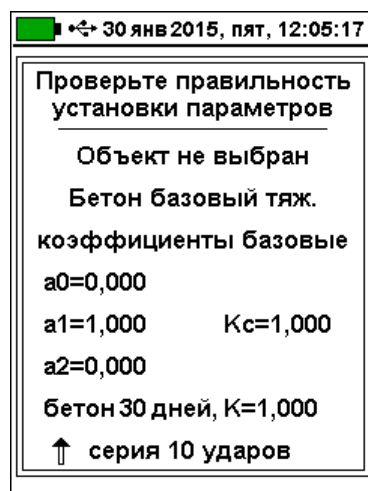 30 янв 2015, пят, 12:05:17
Проверьте правильность
установки параметров
Объект не выбран
Бетон базовый тяж.
коэффициенты базовые
a0=0,000
a1=1,000 Kc=1,000
a2=0,000
бетон 30 дней, K=1,000
⇑ серия 10 ударов